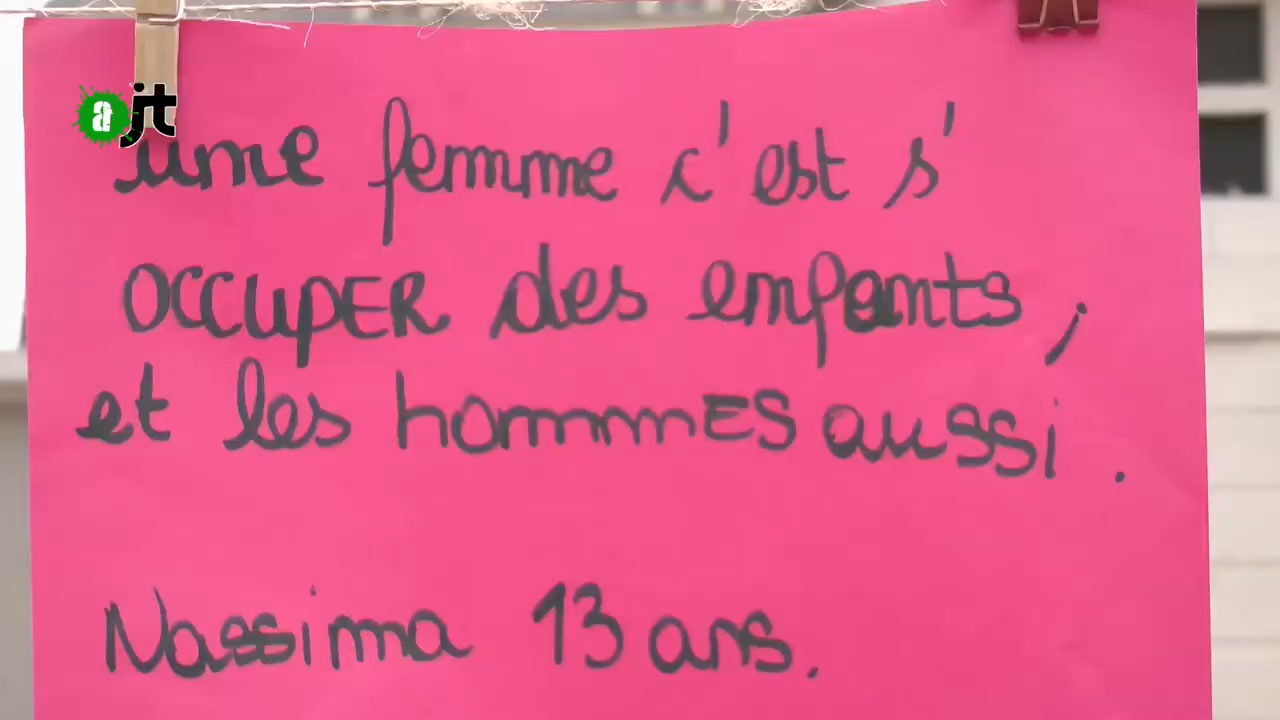 ajt
une femme c'est s'
OCCUPER des enfants,
et les hommES aussi.
Nassima 13 ans.